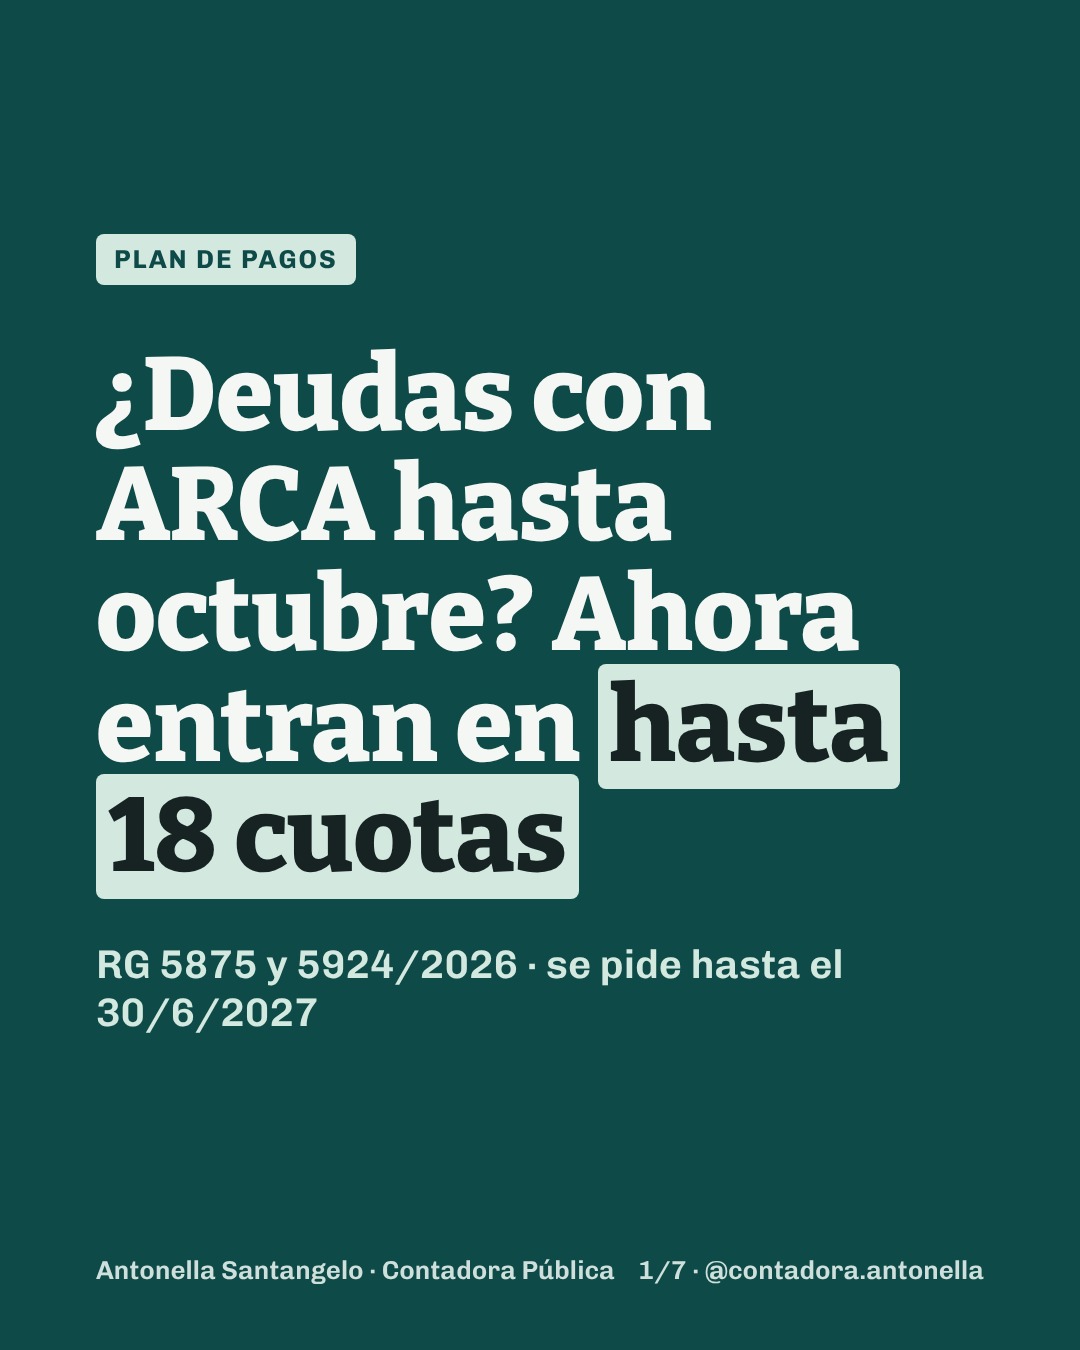 PLAN DE PAGOS
¿Deudas con
ARCA hasta
octubre? Ahora
entran en hasta
18 cuotas
RG 5875 y 5924/2026 · se pide hasta el
30/6/2027
Antonella Santangelo · Contadora Pública 1/7 · @contadora.antonella